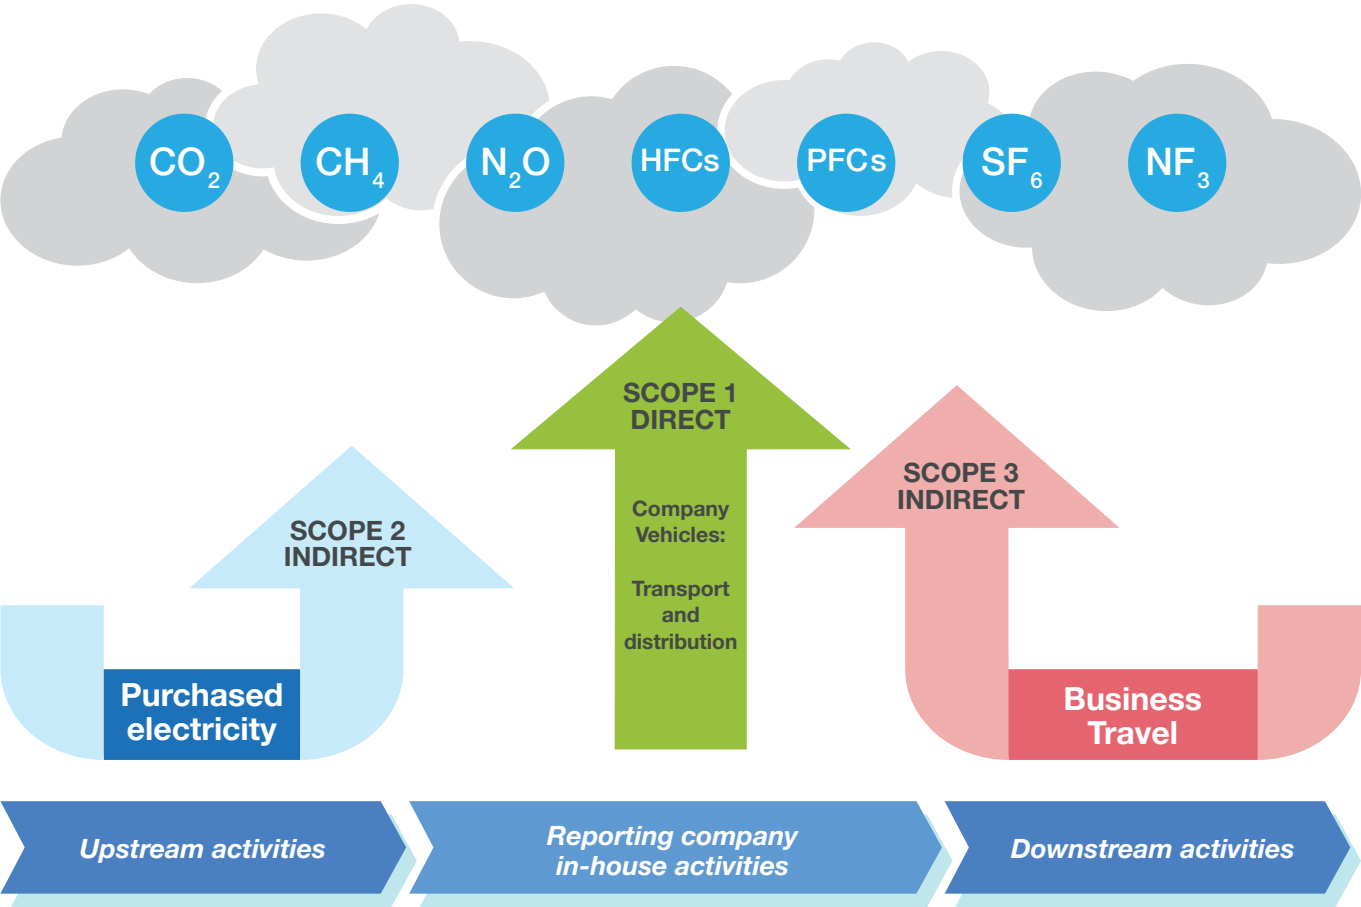 CO₂
CH₄
N₂O
HFCs
PFCs
SF₆
NF₃
SCOPE 1
DIRECT
Company
Vehicles:
Transport
and
distribution
SCOPE 2
INDIRECT
SCOPE 3
INDIRECT
Purchased
electricity
Business
Travel
Upstream activities
Reporting company
in-house activities
Downstream activities